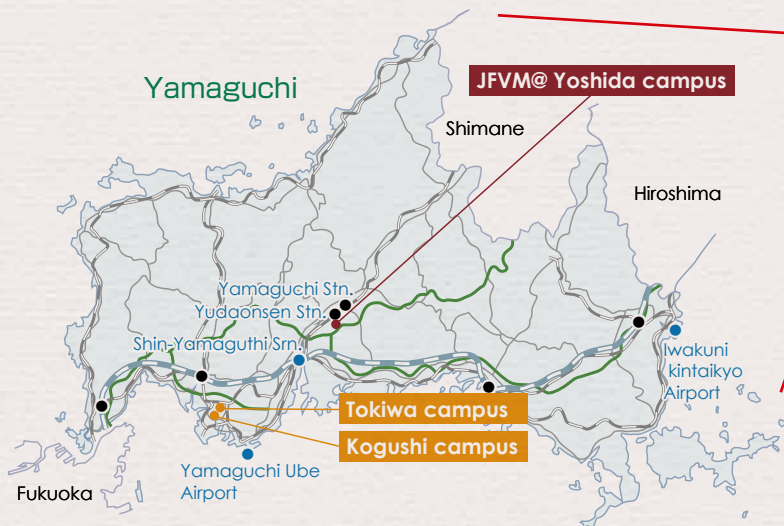 Yamaguchi
JFVM@ Yoshida campus
Shimane
Hiroshima
Yamaguchi Stn.
Yudaonsen Stn.
Shin-Yamaguthi Srn.
Iwakuni
kintaikyo
Airport
Tokiwa campus
Kogushi campus
Yamaguchi Ube
Airport
Fukuoka